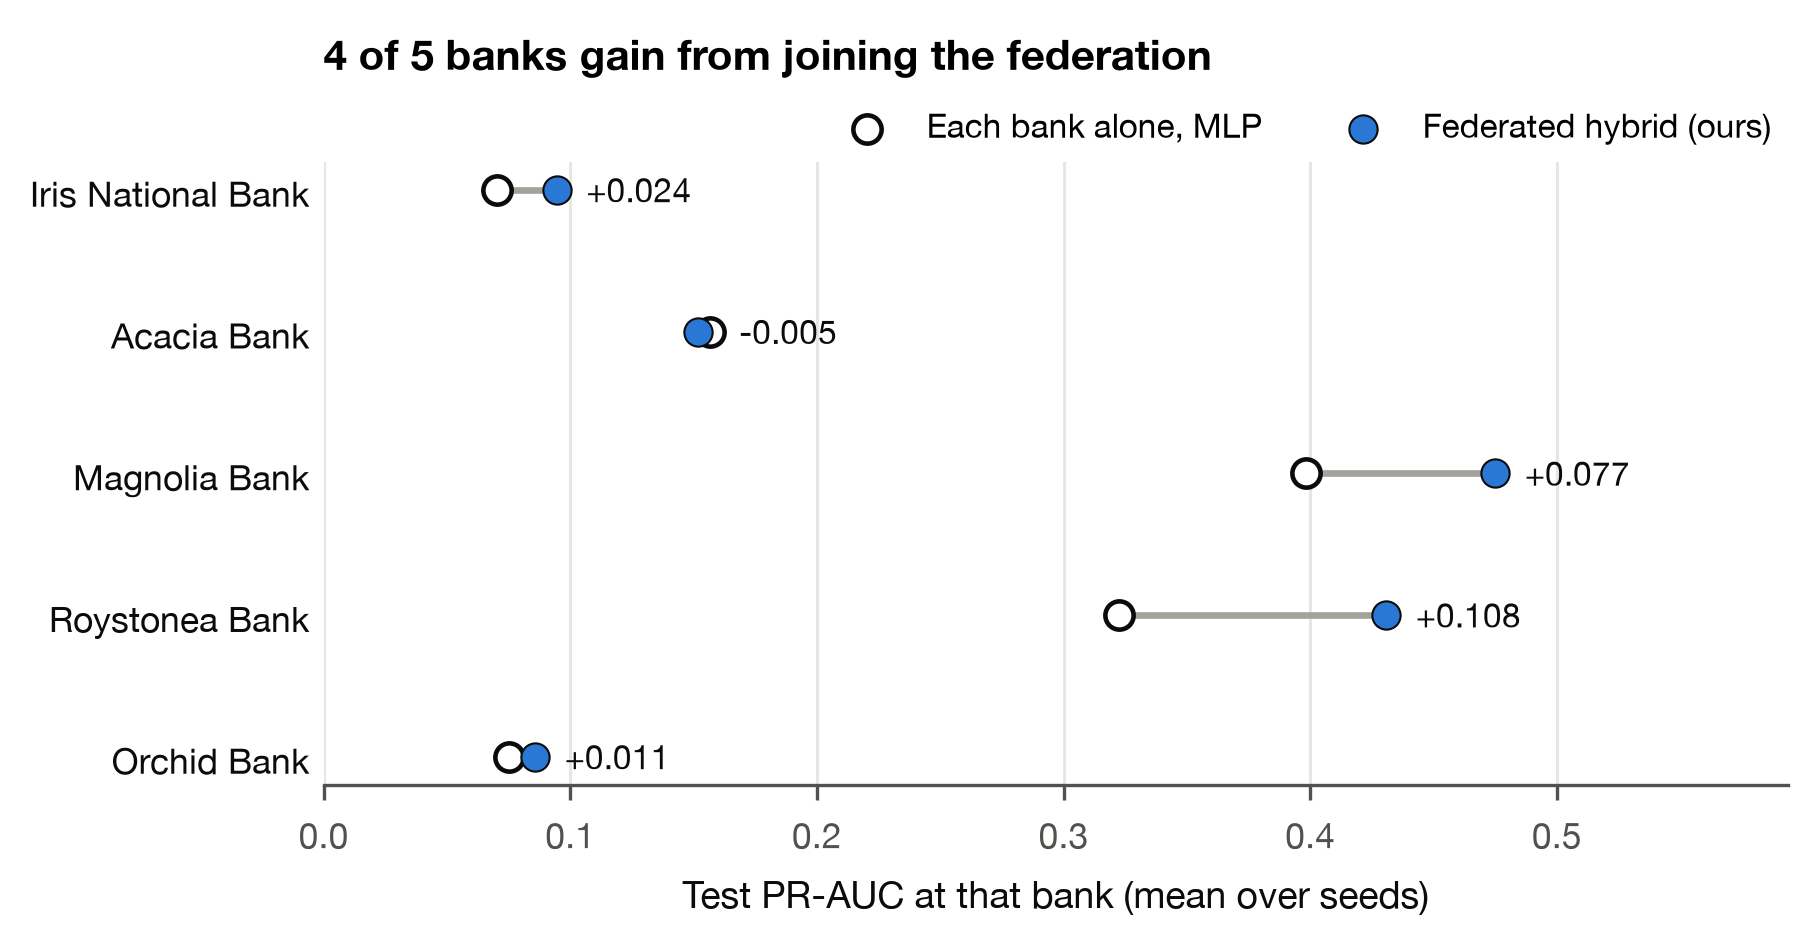 4 of 5 banks gain from joining the federation
Each bank alone, MLP
Federated hybrid (ours)
Iris National Bank
+0.024
Acacia Bank
-0.005
Magnolia Bank
+0.077
Roystonea Bank
+0.108
Orchid Bank
+0.011
0.0 0.1 0.2 0.3 0.4 0.5
Test PR-AUC at that bank (mean over seeds)